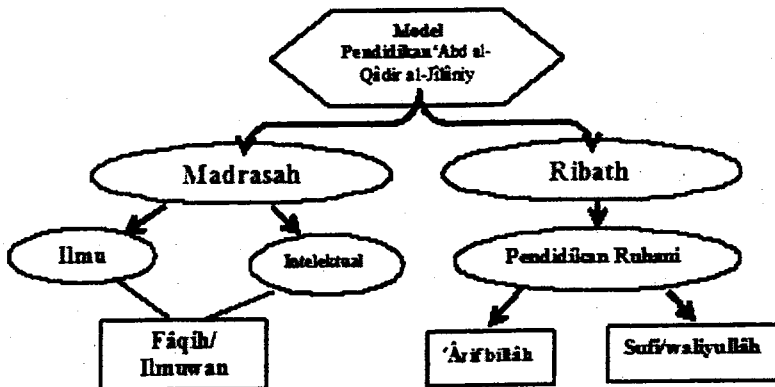 Model
Pendidikan ‘Abd al-
Qâdir al-Jîlâniy
Madrasah
Ribath
Ilmu
Intelektual
Pendidikan Ruhani
Fâqih/
Ilmuwan
‘Ârif billâh
Sufi/waliyullâh